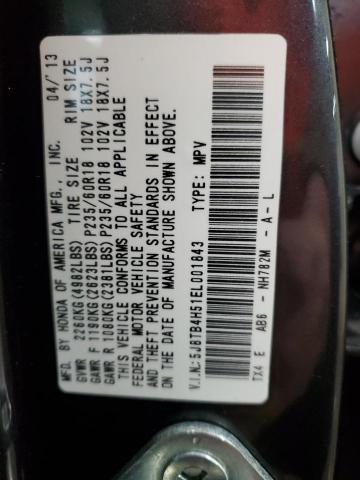 MFD. BY HONDA OF AMERICA MFG., INC. 04/'13
TIRE SIZE RIM SIZE
GVWR 2260KG(4982LBS)
GAWR F 1190KG(2623LBS) P235/60R18 102V 18X7.5J
GAWR R 1080KG(2381LBS) P235/60R18 102V 18X7.5J
THIS VEHICLE CONFORMS TO ALL APPLICABLE
FEDERAL MOTOR VEHICLE SAFETY, BUMPER,
AND THEFT PREVENTION STANDARDS IN EFFECT
ON THE DATE OF MANUFACTURE SHOWN ABOVE.
V.I.N.: 5J8TB4H51EL001843 TYPE: MPV
TX4 E AB6 - NH782M - A - L